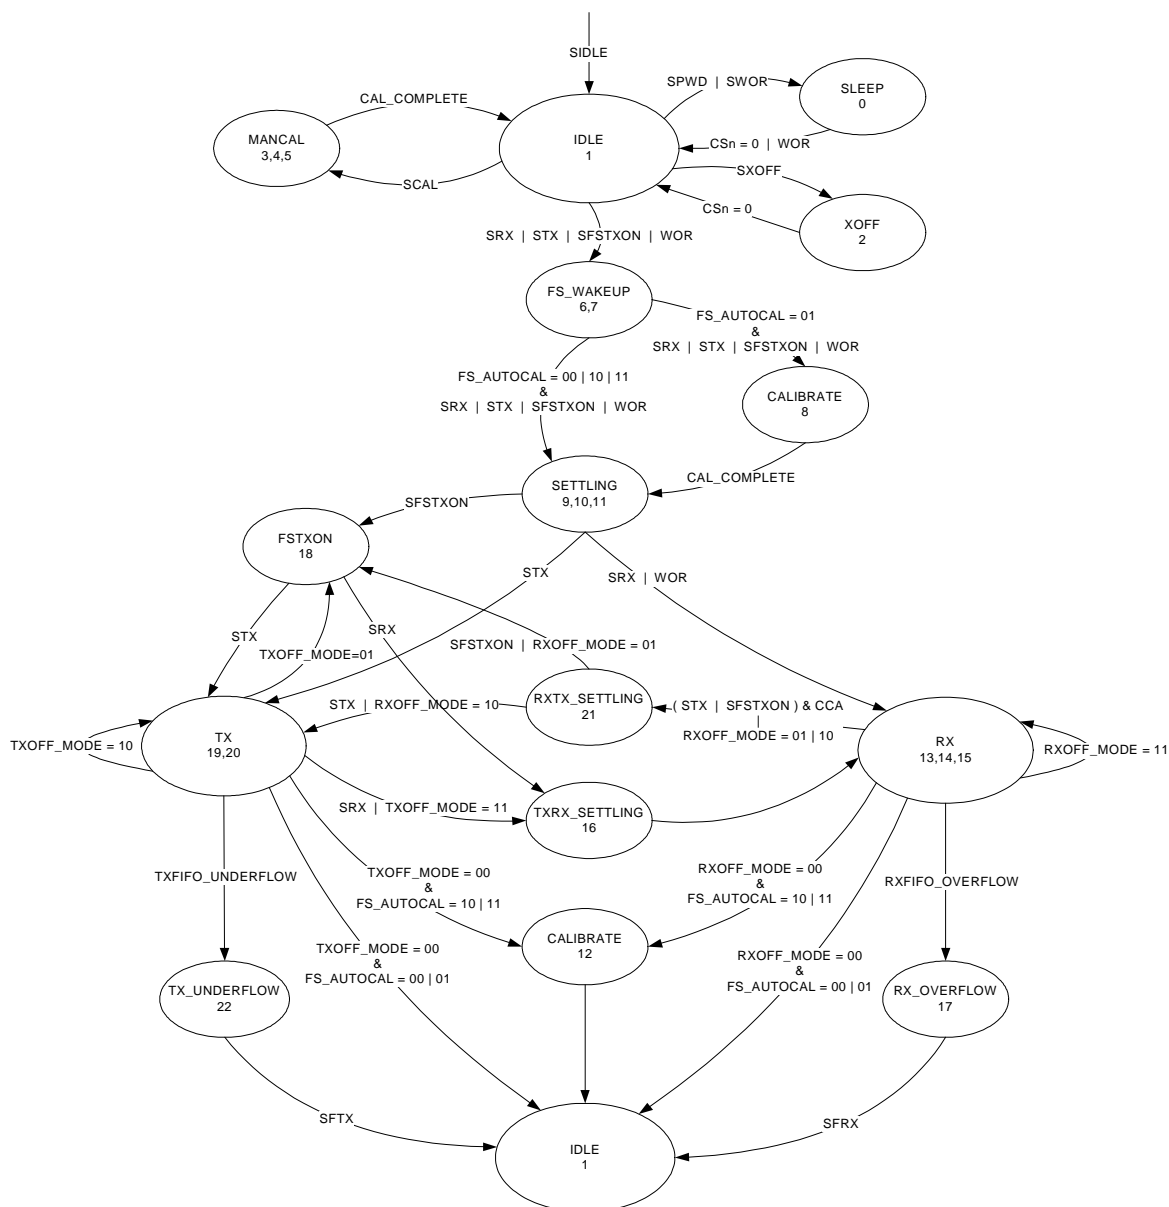 SIDLE
SPWD | SWOR
SLEEP
0
CAL_COMPLETE
IDLE
1
MANCAL
3,4,5
CSn = 0 | WOR
SCAL
SXOFF
CSn = 0
XOFF
2
SRX | STX | SFSTXON | WOR
FS_WAKEUP
6,7
FS_AUTOCAL = 01
&
SRX | STX | SFSTXON | WOR
FS_AUTOCAL = 00 | 10 | 11
&
SRX | STX | SFSTXON | WOR
CALIBRATE
8
CAL_COMPLETE
SETTLING
9,10,11
SFSTXON
FSTXON
18
STX
SRX | WOR
STX
SRX
TXOFF_MODE=01
SFSTXON | RXOFF_MODE = 01
RXTX_SETTLING
21
STX | RXOFF_MODE = 10
( STX | SFSTXON ) & CCA
|
RXOFF_MODE = 01 | 10
TXOFF_MODE = 10
TX
19,20
RX
13,14,15
RXOFF_MODE = 11
SRX | TXOFF_MODE = 11
TXRX_SETTLING
16
TXOFF_MODE = 00
&
FS_AUTOCAL = 10 | 11
RXOFF_MODE = 00
&
FS_AUTOCAL = 10 | 11
TXFIFO_UNDERFLOW
RXFIFO_OVERFLOW
CALIBRATE
12
TXOFF_MODE = 00
&
FS_AUTOCAL = 00 | 01
RXOFF_MODE = 00
&
FS_AUTOCAL = 00 | 01
TX_UNDERFLOW
22
RX_OVERFLOW
17
SFTX
SFRX
IDLE
1